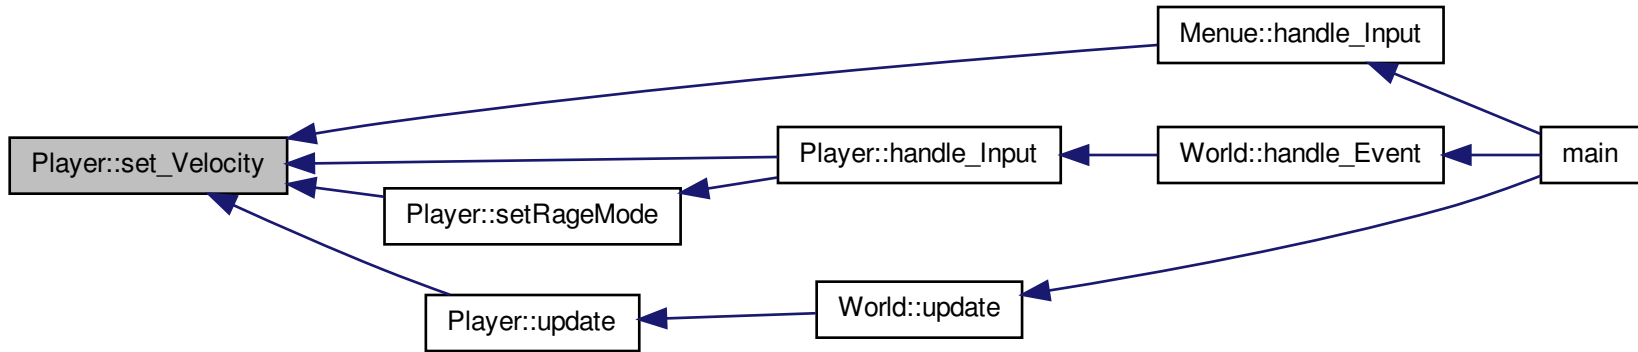 Menue::handle_Input
Player::set_Velocity
Player::handle_Input
World::handle_Event
main
Player::setRageMode
World::update
Player::update